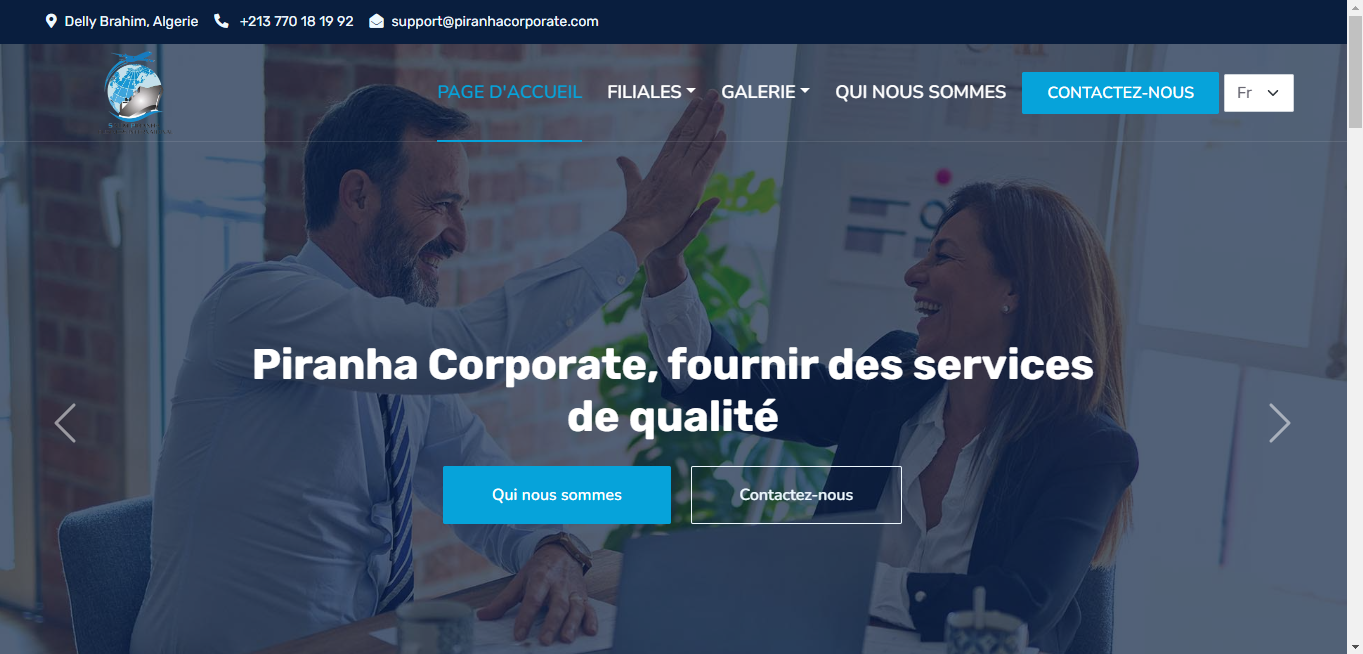 Delly Brahim, Algerie +213 770 18 19 92 support@piranhacorporate.com
PAGE D'ACCUEIL FILIALES GALERIE QUI NOUS SOMMES CONTACTEZ-NOUS Fr
Piranha Corporate, fournir des services
de qualité
Qui nous sommes Contactez-nous